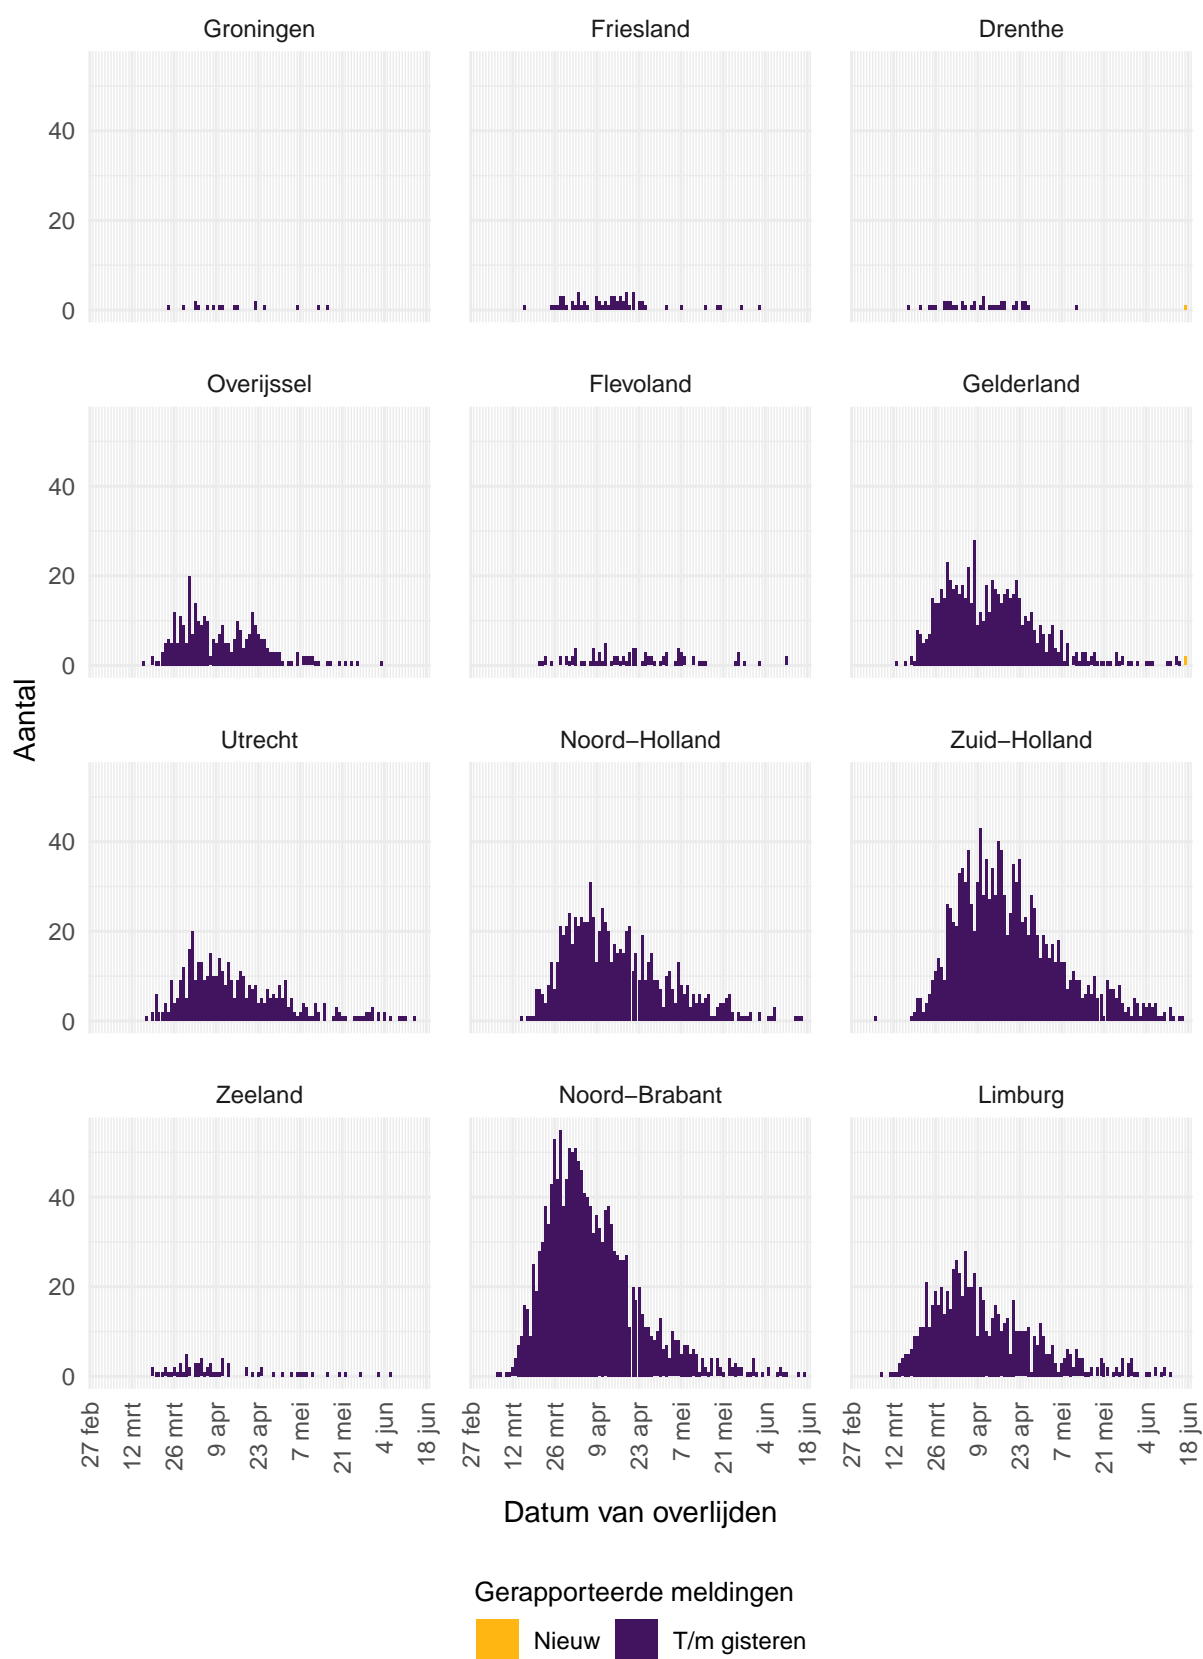 Groningen Friesland Drenthe
40
20
0
Overijssel Flevoland Gelderland
40
20
0
Aantal
Utrecht Noord−Holland Zuid−Holland
40
20
0
Zeeland Noord−Brabant Limburg
40
20
0
27 feb 12 mrt 26 mrt 9 apr 23 apr 7 mei 21 mei 4 jun 18 jun 27 feb 12 mrt 26 mrt 9 apr 23 apr 7 mei 21 mei 4 jun 18 jun 27 feb 12 mrt 26 mrt 9 apr 23 apr 7 mei 21 mei 4 jun 18 jun
Datum van overlijden
Gerapporteerde meldingen
Nieuw T/m gisteren